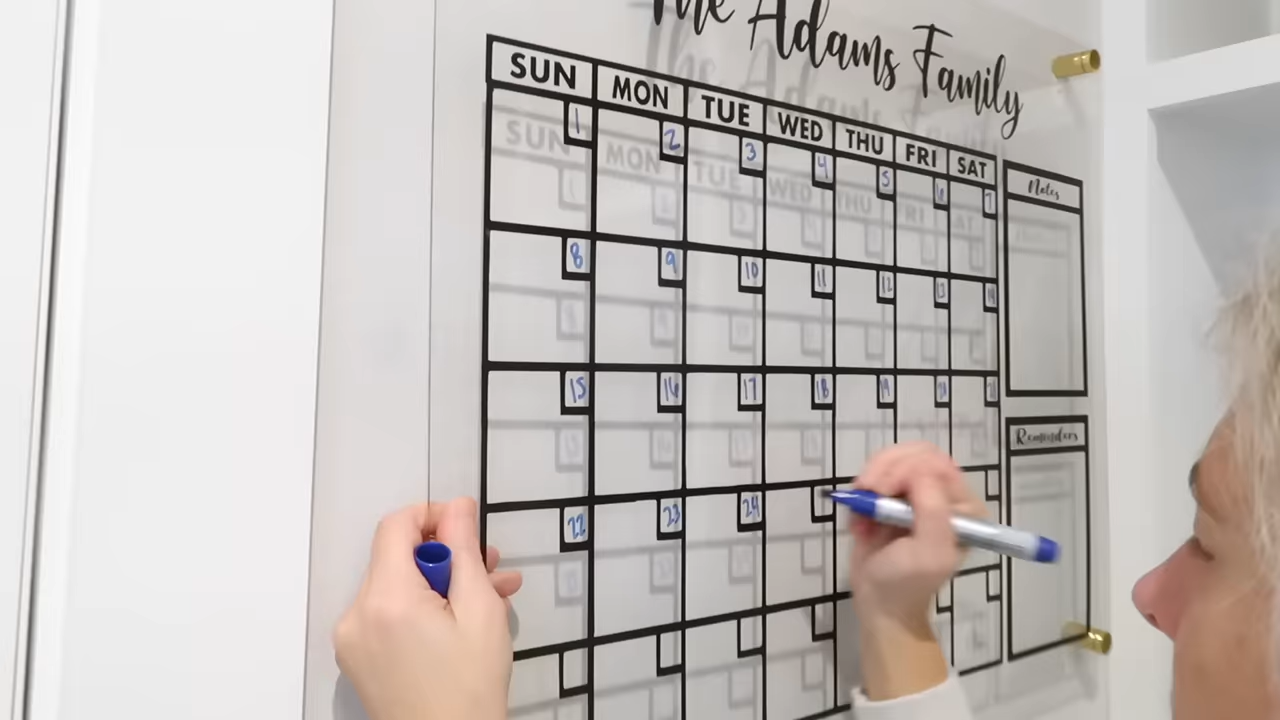 The Adams Family
SUN MON TUE WED THU FRI SAT
Notes
1 2 3 4 5 6 7
8 9 10 11 12 13 14
15 16 17 18 19 20 21
Reminders
22 23 24